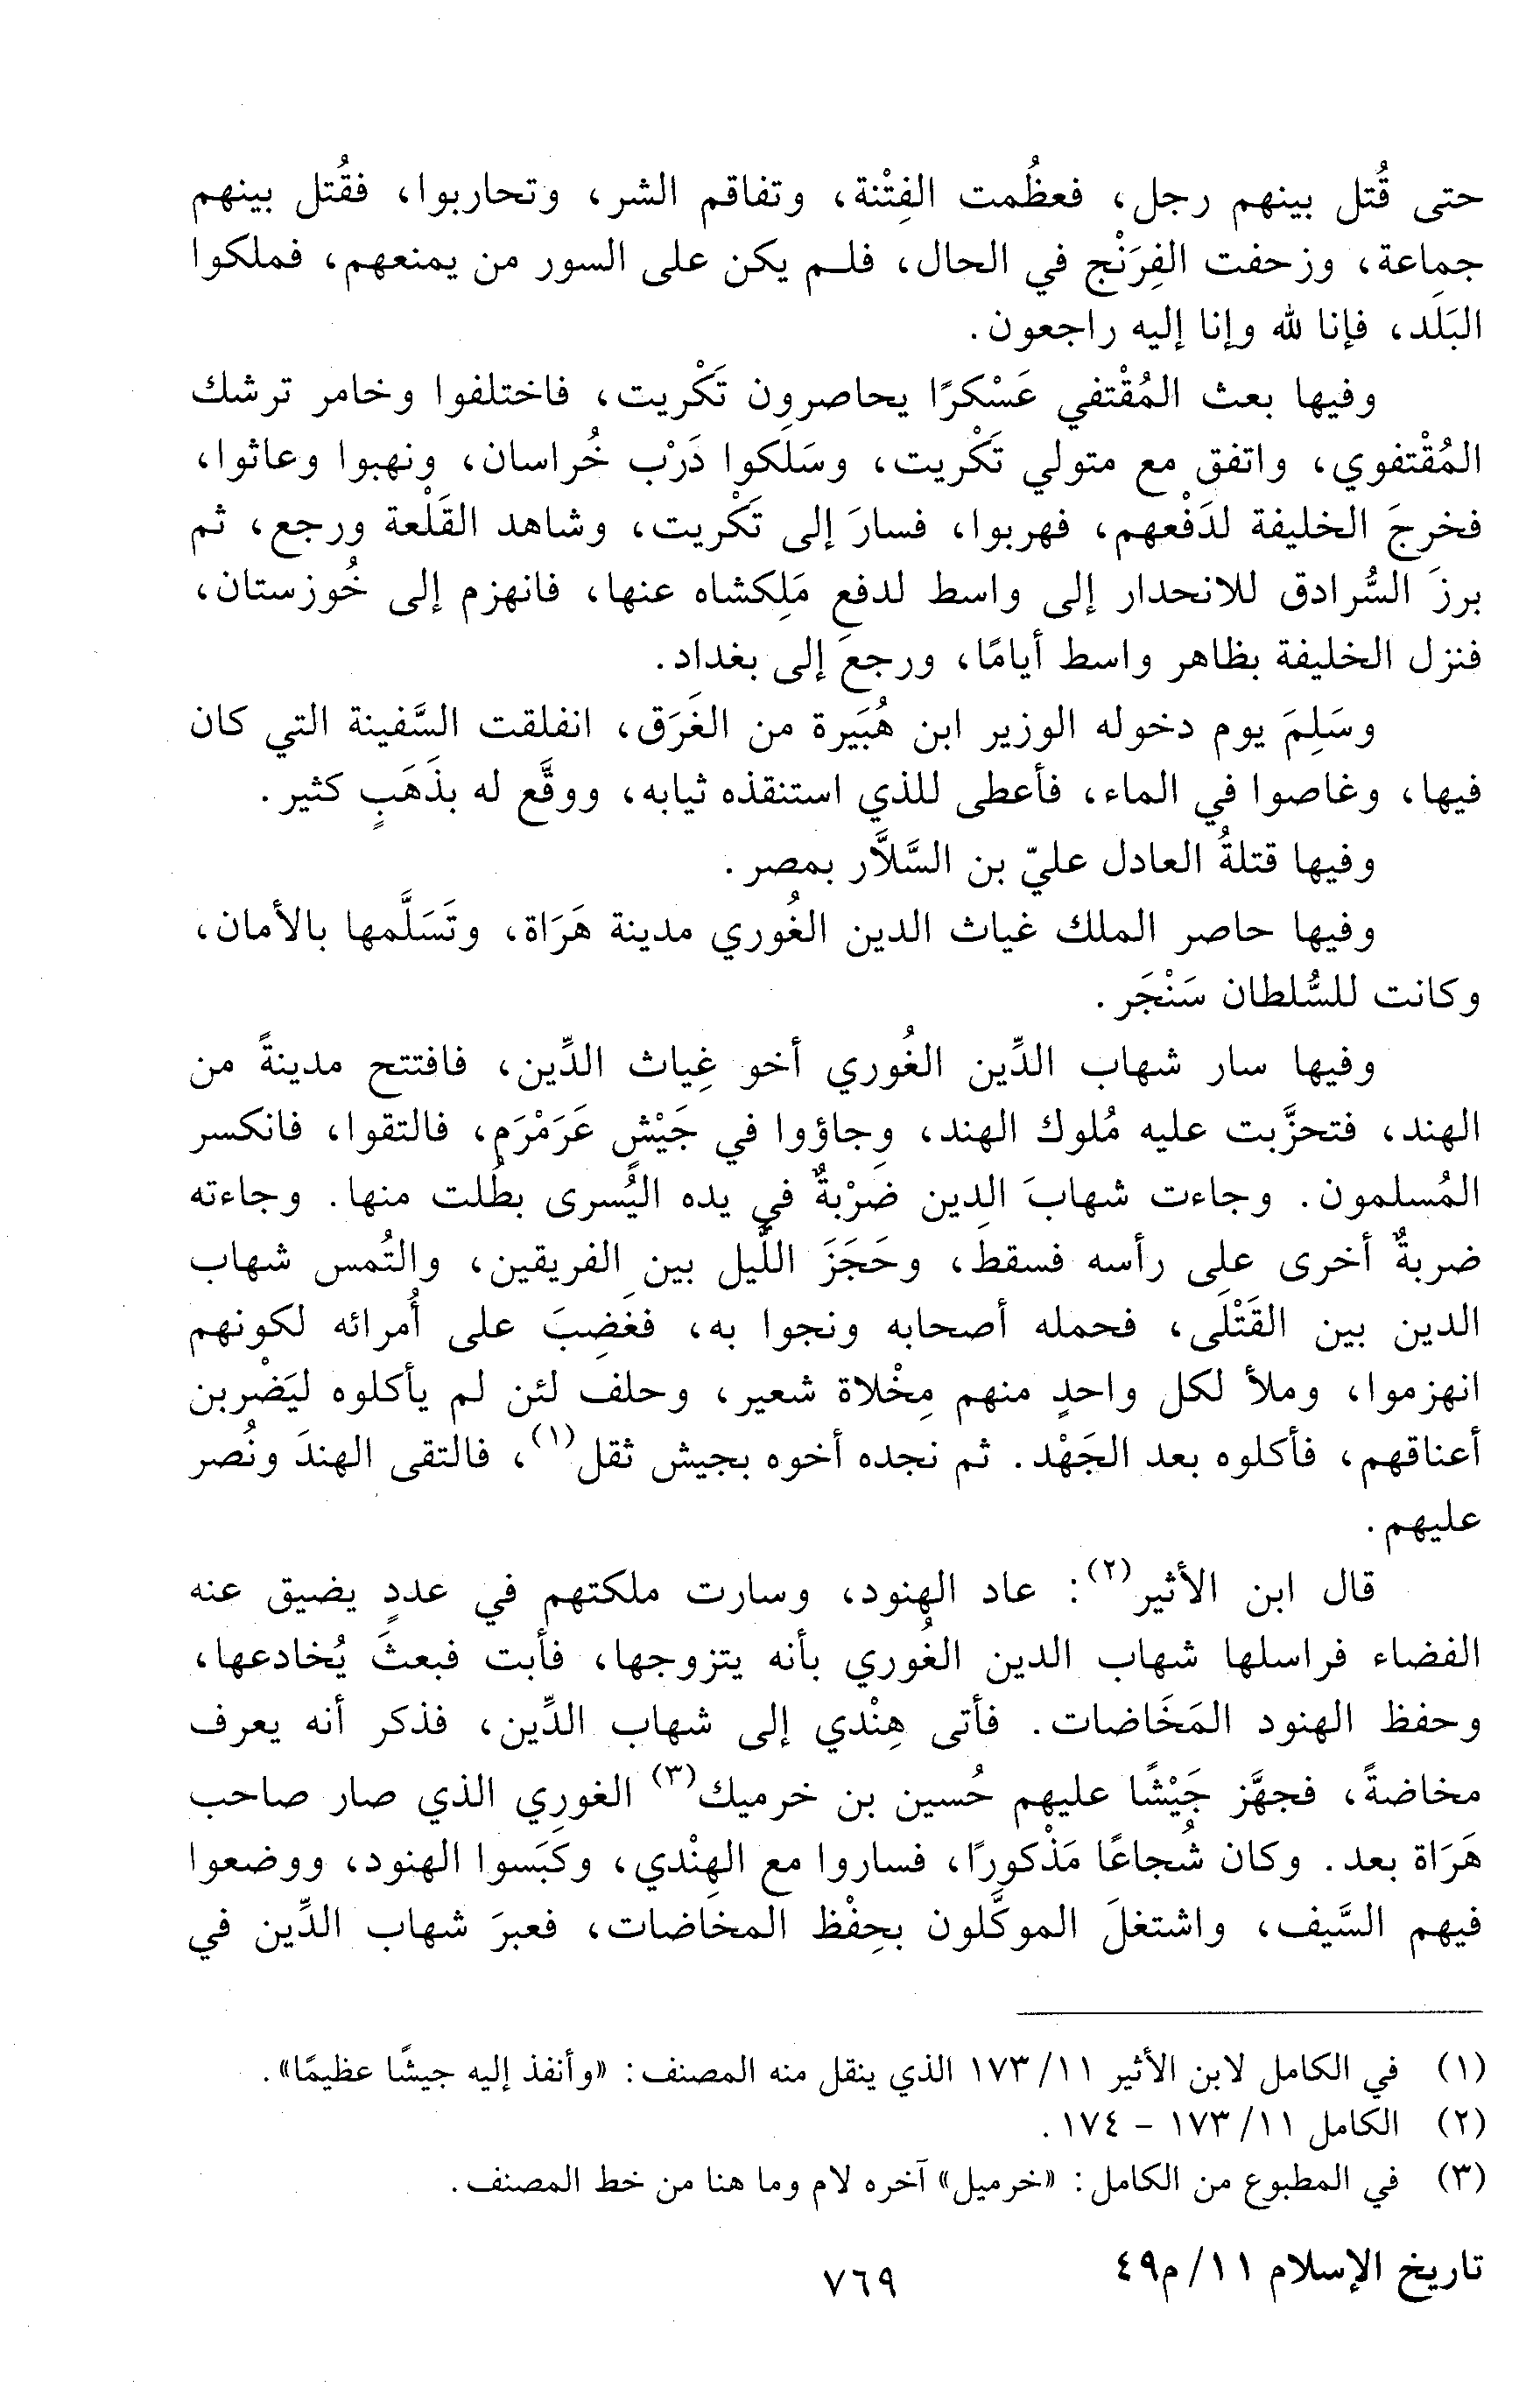 حتى قُتل بينهم رجل، فعظُمت الفِتْنة، وتفاقم الشر، وتحاربوا، فقُتل بينهم
جماعة، وزحفت الفِرَنْج في الحال، فلـم يكن على السور من يمنعهم، فملكوا
البَلَد، فإنا لله وإنا إليه راجعون.
وفيها بعث المُقْتفي عَسْكرًا يحاصرون تَكْريت، فاختلفوا وخامر ترشك
المُقْتفوي، واتفق مع متولي تَكْريت، وسَلَكوا دَرْب خُراسان، ونهبوا وعاثوا،
فخرجَ الخليفة لدَفْعهم، فهربوا، فسارَ إلى تَكْريت، وشاهد القَلْعة ورجع، ثم
برزَ السُّرادق للانحدار إلى واسط لدفع مَلِكشاه عنها، فانهزم إلى خُوزستان،
فنزل الخليفة بظاهر واسط أيامًا، ورجعَ إلى بغداد.
وسَلِمَ يوم دخوله الوزير ابن هُبَيرة من الغَرَق، انفلقت السَّفينة التي كان
فيها، وغاصوا في الماء، فأعطى للذي استنقذه ثيابه، ووقَّع له بذَهَبٍ كثير.
وفيها قتلةُ العادل عليّ بن السَّلاَّر بمصر.
وفيها حاصر الملك غياث الدين الغُوري مدينة هَرَاة، وتَسَلَّمها بالأمان،
وكانت للسُّلطان سَنْجَر.
وفيها سار شهاب الدِّين الغُوري أخو غِياث الدِّين، فافتتح مدينةً من
الهند، فتحزَّبت عليه مُلوك الهند، وجاؤوا في جَيْشٍ عَرَمْرَم، فالتقوا، فانكسر
المُسلمون. وجاءت شهابَ الدين ضَرْبةٌ في يده اليُسرى بطُلت منها. وجاءته
ضربةٌ أخرى على رأسه فسقط، وحَجَزَ اللَّيل بين الفريقين، والتُمس شهاب
الدين بين القَتْلَى، فحمله أصحابه ونجوا به، فغَضِبَ على أُمرائه لكونهم
انهزموا، وملأ لكل واحدٍ منهم مِخْلاة شعير، وحلف لئن لم يأكلوه ليَضْربن
أعناقهم، فأكلوه بعد الجَهْد. ثم نجده أخوه بجيش ثقل(١)، فالتقى الهندَ ونُصر
عليهم.
قال ابن الأثير(٢): عاد الهنود، وسارت ملكتهم في عددٍ يضيق عنه
الفضاء فراسلها شهاب الدين الغُوري بأنه يتزوجها، فأبت فبعثَ يُخادعها،
وحفظ الهنود المَخَاضات. فأتى هِنْدي إلى شهاب الدِّين، فذكر أنه يعرف
مخاضةً، فجهَّز جَيْشًا عليهم حُسين بن خرميك(٣) الغوري الذي صار صاحب
هَرَاة بعد. وكان شُجاعًا مَذْكورًا، فساروا مع الهِنْدي، وكَبَسوا الهنود، ووضعوا
فيهم السَّيف، واشتغلَ الموكَّلون بحِفْظ المخَاضات، فعبرَ شهاب الدِّين في
(١) في الكامل لابن الأثير ١١/ ١٧٣ الذي ينقل منه المصنف: «وأنفذ إليه جيشًا عظيمًا».
(٢) الكامل ١١/ ١٧٣ - ١٧٤.
(٣) في المطبوع من الكامل: «خرميل» آخره لام وما هنا من خط المصنف.
تاريخ الإسلام ١١/ م٤٩
٧٦٩